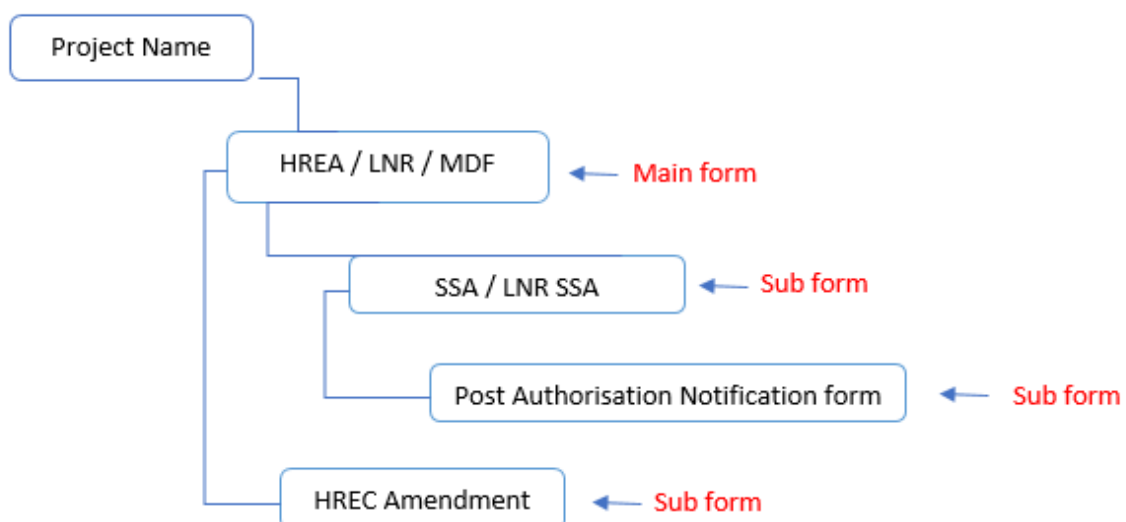 Project Name
HREA / LNR / MDF
Main form
SSA / LNR SSA
Sub form
Post Authorisation Notification form
Sub form
HREC Amendment
Sub form